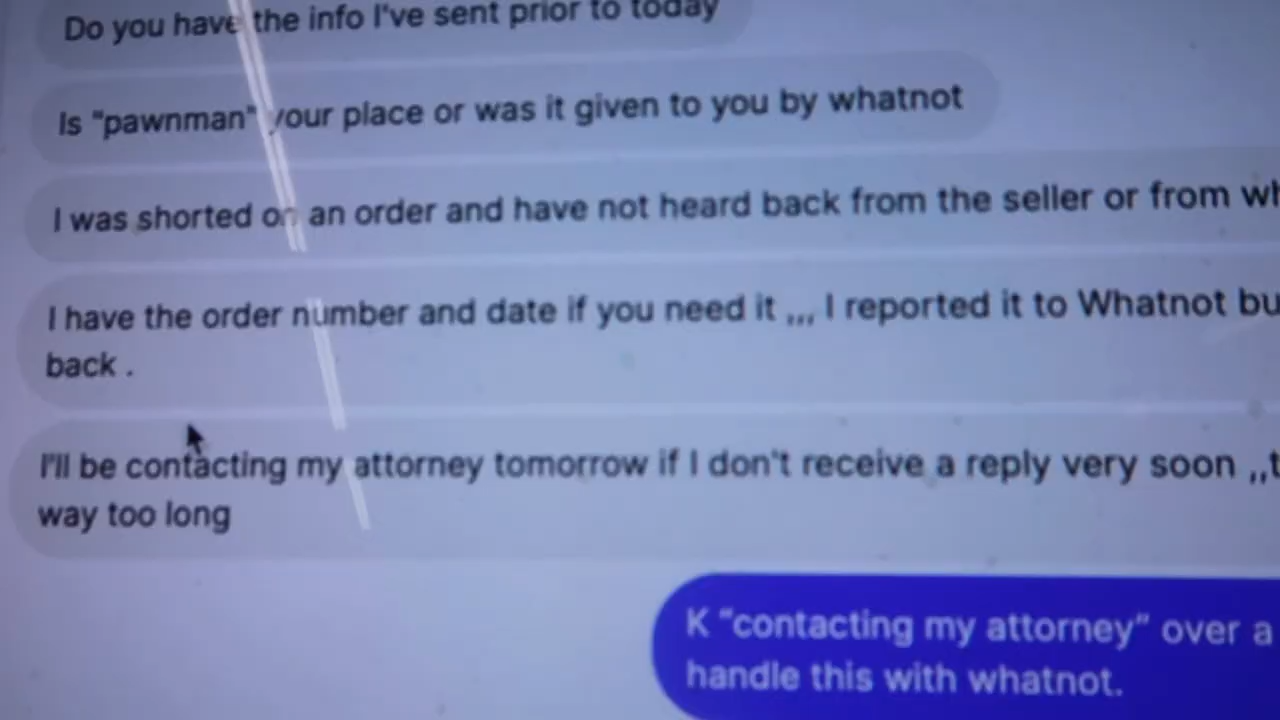 Do you have the info I've sent prior to today
Is "pawnman" your place or was it given to you by whatnot
I was shorted on an order and have not heard back from the seller or from
I have the order number and date if you need it ,,, I reported it to Whatnot
back .
I'll be contacting my attorney tomorrow if I don't receive a reply very soon ,,
way too long
K “contacting my attorney” over a
handle this with whatnot.